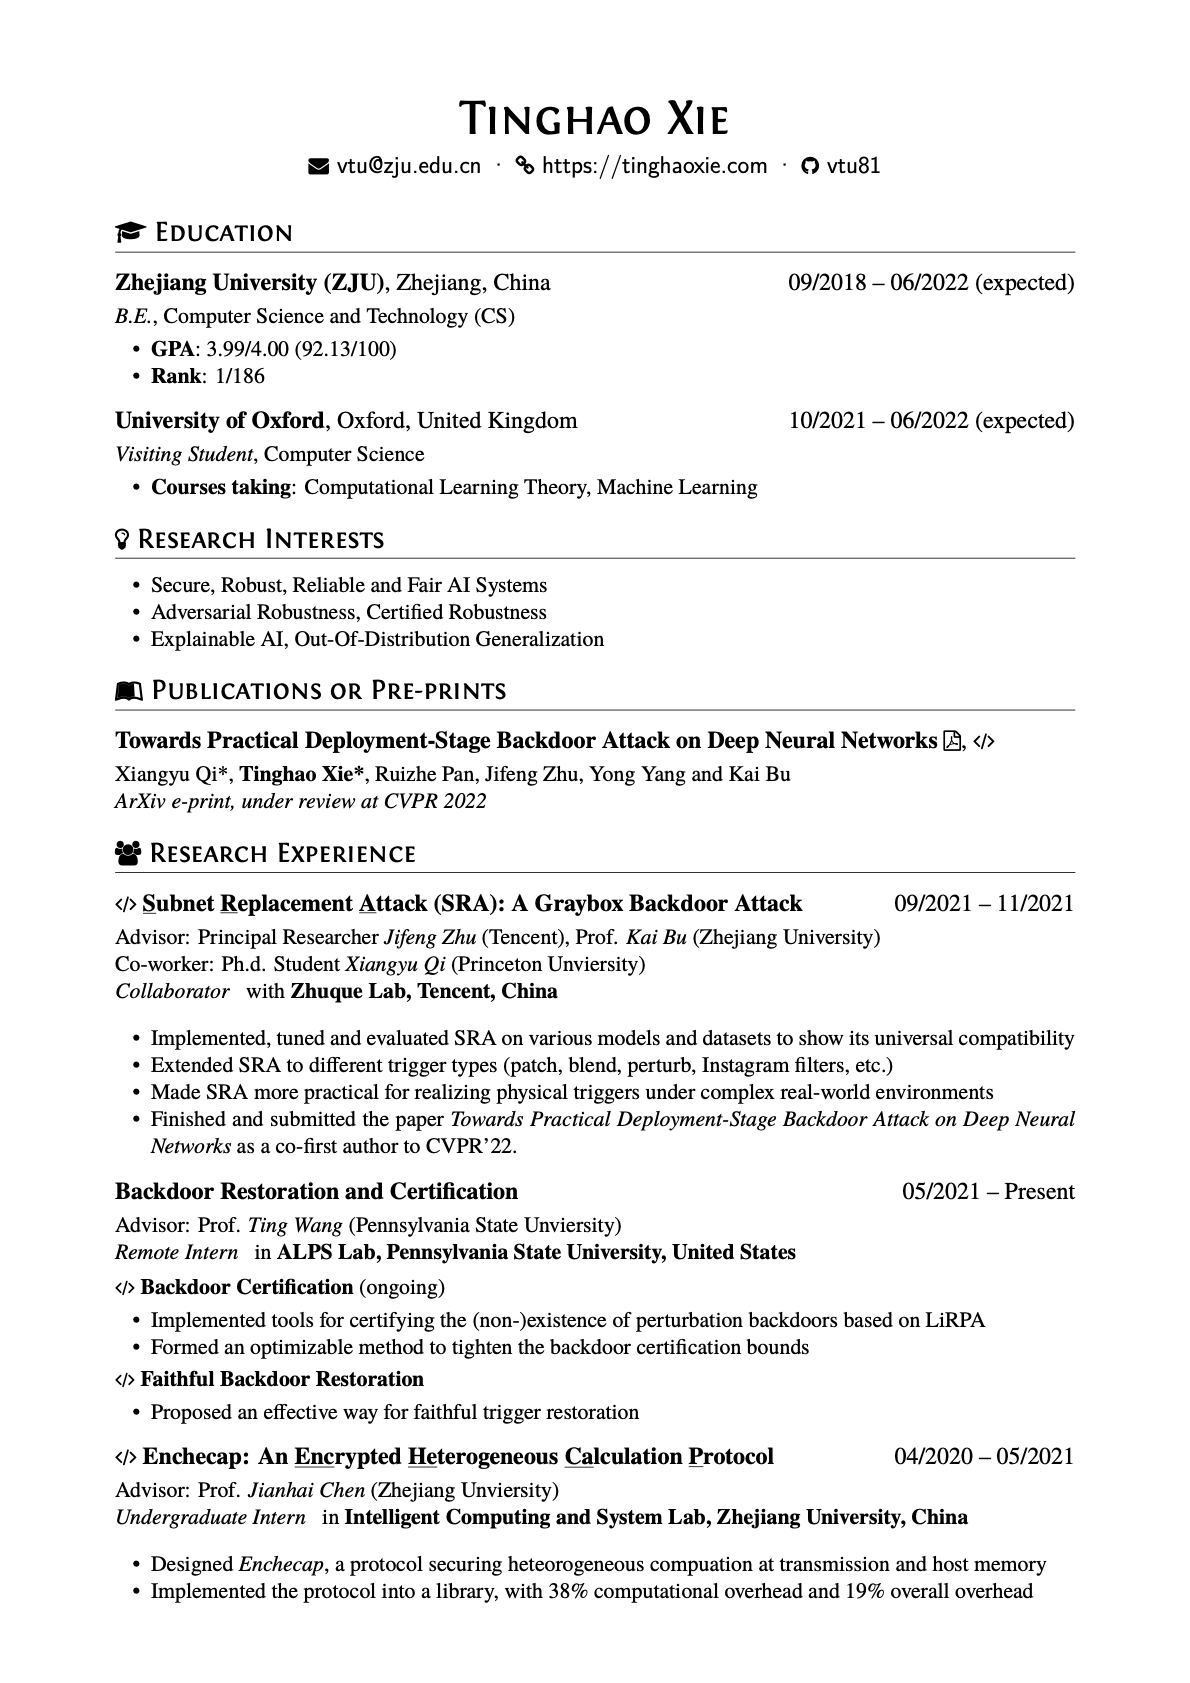 Tinghao Xie
vtu@zju.edu.cn · https://tinghaoxie.com · vtu81
Education
Zhejiang University (ZJU), Zhejiang, China 09/2018 – 06/2022 (expected)
B.E., Computer Science and Technology (CS)
• GPA: 3.99/4.00 (92.13/100)
• Rank: 1/186
University of Oxford, Oxford, United Kingdom 10/2021 – 06/2022 (expected)
Visiting Student, Computer Science
• Courses taking: Computational Learning Theory, Machine Learning
Research Interests
• Secure, Robust, Reliable and Fair AI Systems
• Adversarial Robustness, Certified Robustness
• Explainable AI, Out-Of-Distribution Generalization
Publications or Pre-prints
Towards Practical Deployment-Stage Backdoor Attack on Deep Neural Networks , </>
Xiangyu Qi*, Tinghao Xie*, Ruizhe Pan, Jifeng Zhu, Yong Yang and Kai Bu
ArXiv e-print, under review at CVPR 2022
Research Experience
</> Subnet Replacement Attack (SRA): A Graybox Backdoor Attack 09/2021 – 11/2021
Advisor: Principal Researcher Jifeng Zhu (Tencent), Prof. Kai Bu (Zhejiang University)
Co-worker: Ph.d. Student Xiangyu Qi (Princeton Unviersity)
Collaborator with Zhuque Lab, Tencent, China
• Implemented, tuned and evaluated SRA on various models and datasets to show its universal compatibility
• Extended SRA to different trigger types (patch, blend, perturb, Instagram filters, etc.)
• Made SRA more practical for realizing physical triggers under complex real-world environments
• Finished and submitted the paper Towards Practical Deployment-Stage Backdoor Attack on Deep Neural
Networks as a co-first author to CVPR'22.
Backdoor Restoration and Certification 05/2021 – Present
Advisor: Prof. Ting Wang (Pennsylvania State Unviersity)
Remote Intern in ALPS Lab, Pennsylvania State University, United States
</> Backdoor Certification (ongoing)
• Implemented tools for certifying the (non-)existence of perturbation backdoors based on LiRPA
• Formed an optimizable method to tighten the backdoor certification bounds
</> Faithful Backdoor Restoration
• Proposed an effective way for faithful trigger restoration
</> Enchecap: An Encrypted Heterogeneous Calculation Protocol 04/2020 – 05/2021
Advisor: Prof. Jianhai Chen (Zhejiang Unviersity)
Undergraduate Intern in Intelligent Computing and System Lab, Zhejiang University, China
• Designed Enchecap, a protocol securing heteorogeneous compuation at transmission and host memory
• Implemented the protocol into a library, with 38% computational overhead and 19% overall overhead